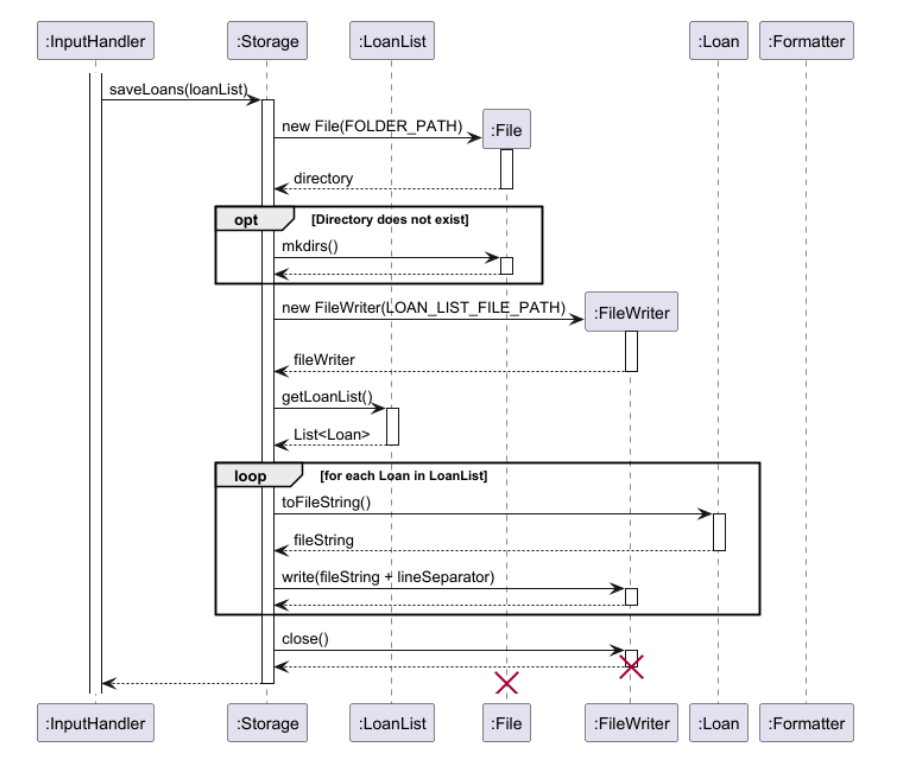 :InputHandler :Storage :LoanList :Loan :Formatter
saveLoans(loanList)
new File(FOLDER_PATH) :File
directory
opt [Directory does not exist]
mkdirs()
new FileWriter(LOAN_LIST_FILE_PATH) :FileWriter
fileWriter
getLoanList()
List<Loan>
loop [for each Loan in LoanList]
toFileString()
fileString
write(fileString + lineSeparator)
close()
:InputHandler :Storage :LoanList :File :FileWriter :Loan :Formatter